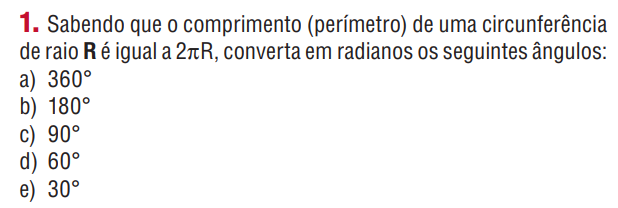 1. Sabendo que o comprimento (perímetro) de uma circunferência
de raio R é igual a 2πR, converta em radianos os seguintes ângulos:
a) 360°
b) 180°
c) 90°
d) 60°
e) 30°